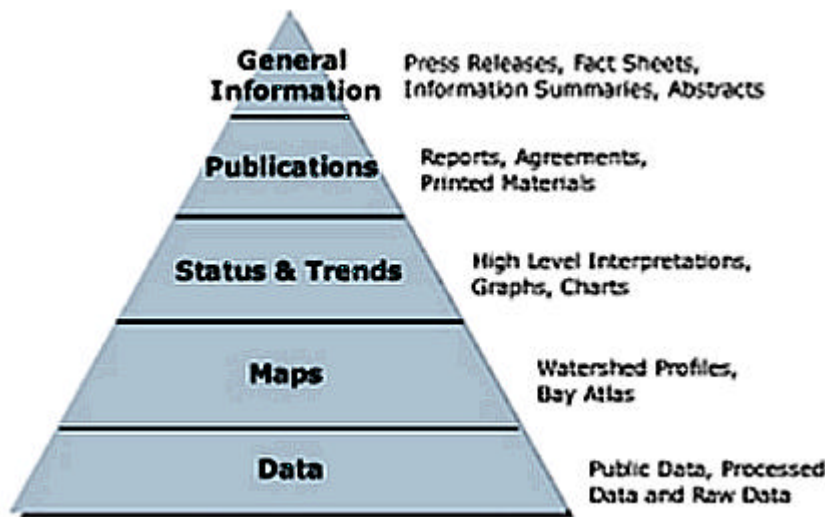 General
Information
Press Releases, Fact Sheets,
Information Summaries, Abstracts
Publications
Reports, Agreements,
Printed Materials
Status & Trends
High Level Interpretations,
Graphs, Charts
Maps
Watershed Profiles,
Bay Atlas
Data
Public Data, Processed
Data and Raw Data